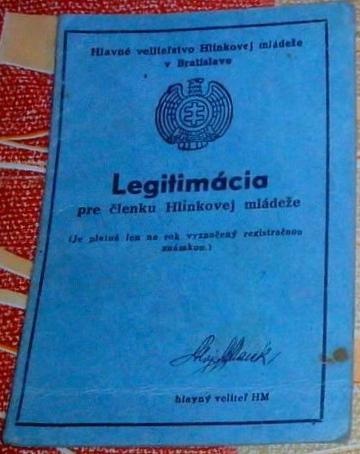 Hlavné veliteľstvo Hlinkovej mládeže
v Bratislave
Legitimácia
pre členku Hlinkovej mládeže
(Je platná len na rok vyznačený registračnou
známkou.)
hlavný veliteľ HM